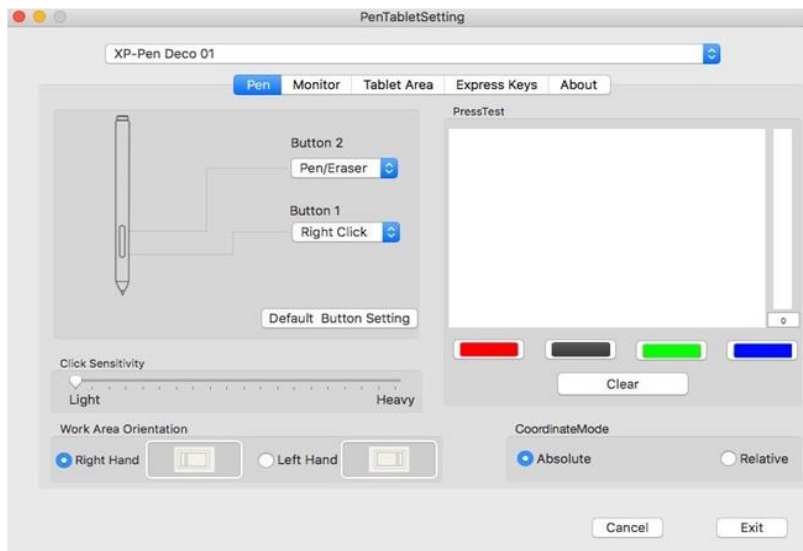 PenTabletSetting
XP-Pen Deco 01
Pen Monitor Tablet Area Express Keys About
Button 2
Pen/Eraser
Button 1
Right Click
Default Button Setting
PressTest
0
Clear
Click Sensitivity
Light Heavy
Work Area Orientation
Right Hand Left Hand
CoordinateMode
Absolute Relative
Cancel Exit